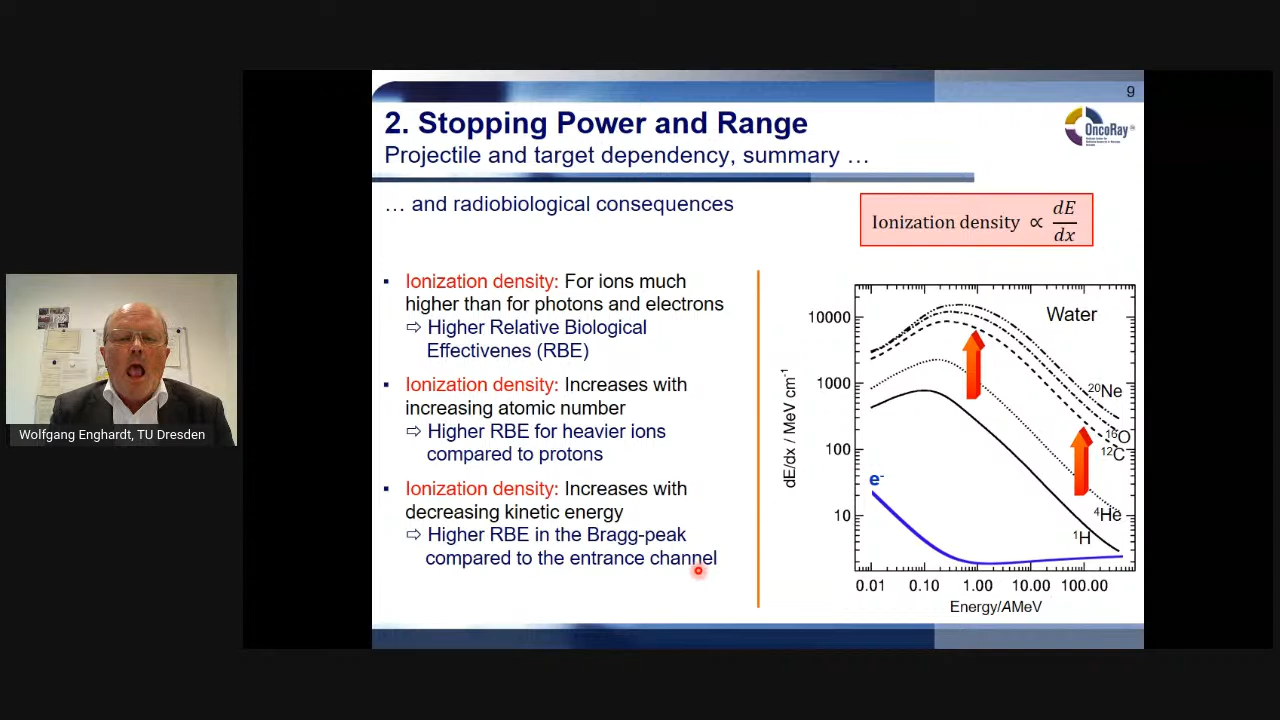 9
2. Stopping Power and Range
OncoRay
Projectile and target dependency, summary …
… and radiobiological consequences
Ionization density ∝ dE/dx
▪ Ionization density: For ions much
higher than for photons and electrons
⇨ Higher Relative Biological
Effectivenes (RBE)
▪ Ionization density: Increases with
increasing atomic number
⇨ Higher RBE for heavier ions
compared to protons
▪ Ionization density: Increases with
decreasing kinetic energy
⇨ Higher RBE in the Bragg-peak
compared to the entrance channel
dE/dx / MeV cm⁻¹
10000
1000
100
10
Water
²⁰Ne
¹⁶O
¹²C
⁴He
¹H
e⁻
0.01 0.10 1.00 10.00 100.00
Energy/AMeV
Wolfgang Enghardt, TU Dresden